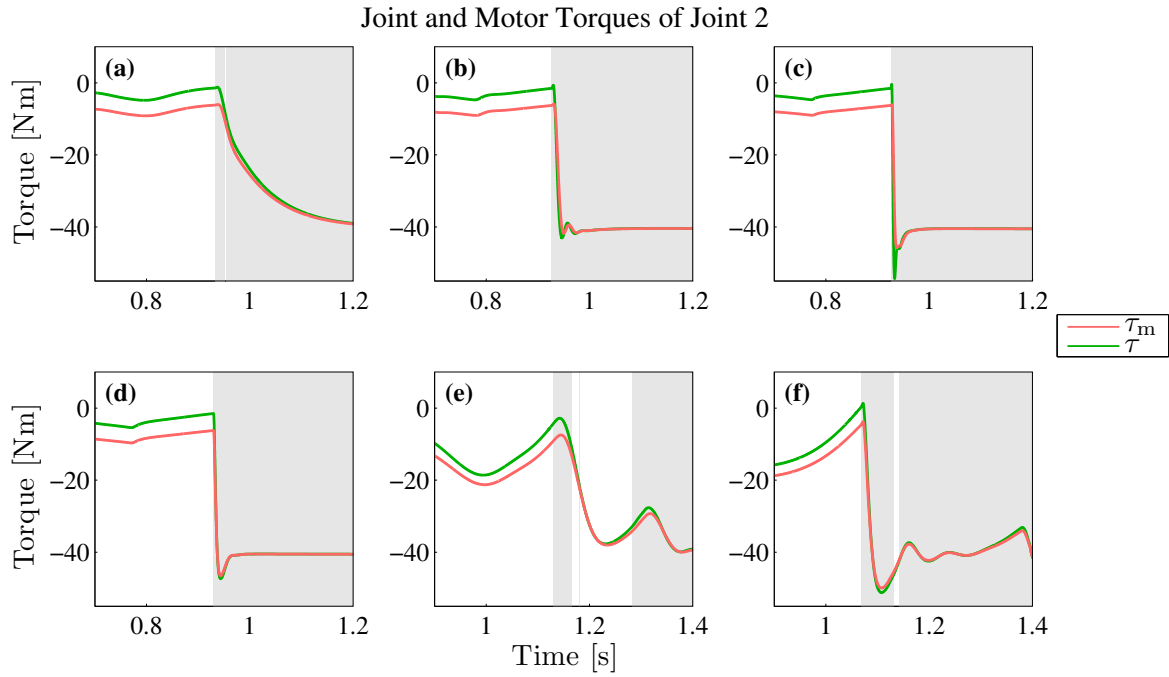 Joint and Motor Torques of Joint 2
(a) (b) (c)
Torque [Nm]
0 0 0
−20 −20 −20
−40 −40 −40
0.8 1 1.2 0.8 1 1.2 0.8 1 1.2
τm
τ
(d) (e) (f)
Torque [Nm]
0 0 0
−20 −20 −20
−40 −40 −40
0.8 1 1.2 1 1.2 1.4 1 1.2 1.4
Time [s]